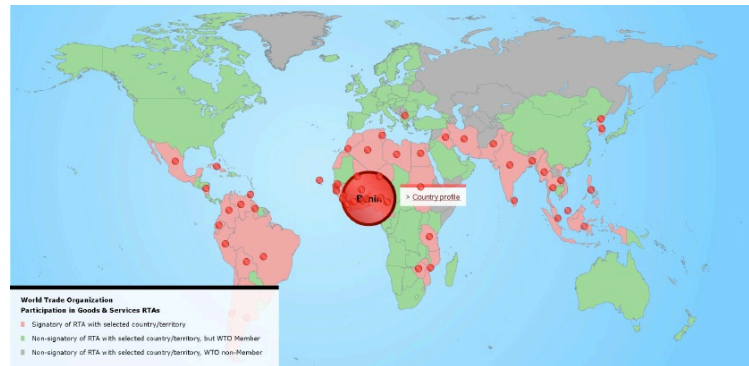 Benin
> Country profile
World Trade Organization
Participation in Goods & Services RTAs
Signatory of RTA with selected country/territory
Non-signatory of RTA with selected country/territory, but WTO Member
Non-signatory of RTA with selected country/territory, WTO non-Member